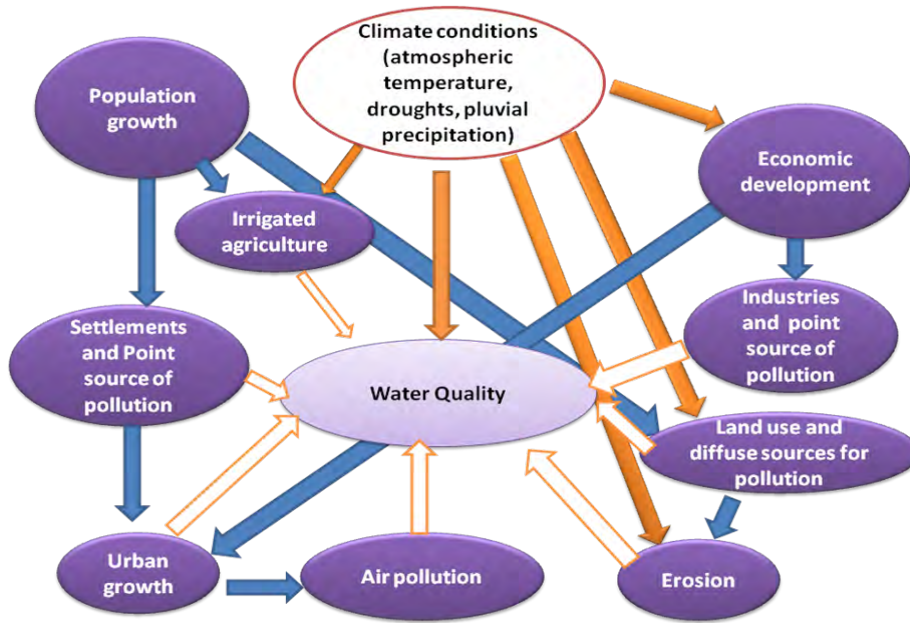 Climate conditions
(atmospheric
temperature,
droughts, pluvial
precipitation)
Population
growth
Economic
development
Irrigated
agriculture
Settlements
and Point
source of
pollution
Industries
and  point
source of
pollution
Water Quality
Land use and
diffuse sources for
pollution
Urban
growth
Air pollution
Erosion